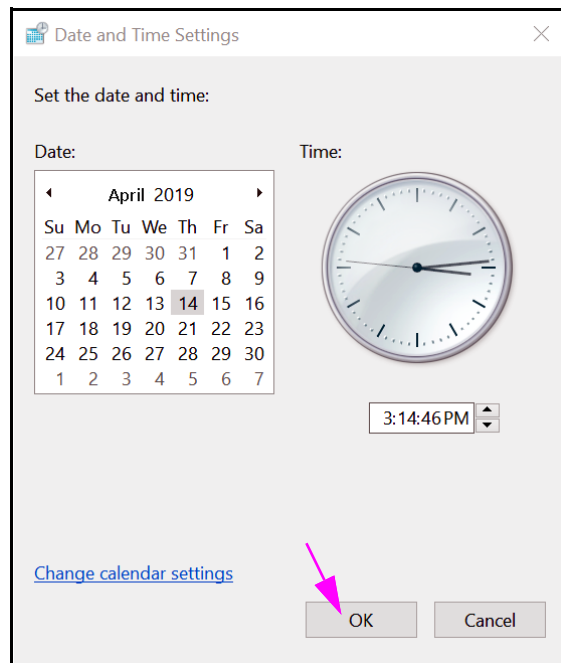 Date and Time Settings
Set the date and time:
Date:
Time:
April 2019
Su Mo Tu We Th Fr Sa
27 28 29 30 31 1 2
3 4 5 6 7 8 9
10 11 12 13 14 15 16
17 18 19 20 21 22 23
24 25 26 27 28 29 30
1 2 3 4 5 6 7
3:14:46 PM
Change calendar settings
OK
Cancel